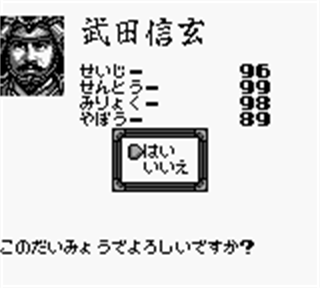 武田信玄
せいじー 96
せんとうー 99
みりょくー 98
やぼうー 89
はい
いいえ
このだいみょうでよろしいですか?